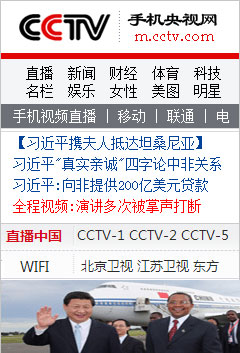 CCTV 手机央视网
m.cctv.com
直播 新闻 财经 体育 科技
名栏 娱乐 女性 美图 明星
手机视频直播 | 移动 | 联通 | 电
【习近平携夫人抵达坦桑尼亚】
习近平"真实亲诚"四字论中非关系
习近平:向非提供200亿美元贷款
全程视频:演讲多次被掌声打断
直播中国 CCTV-1 CCTV-2 CCTV-5
WIFI 北京卫视 江苏卫视 东方